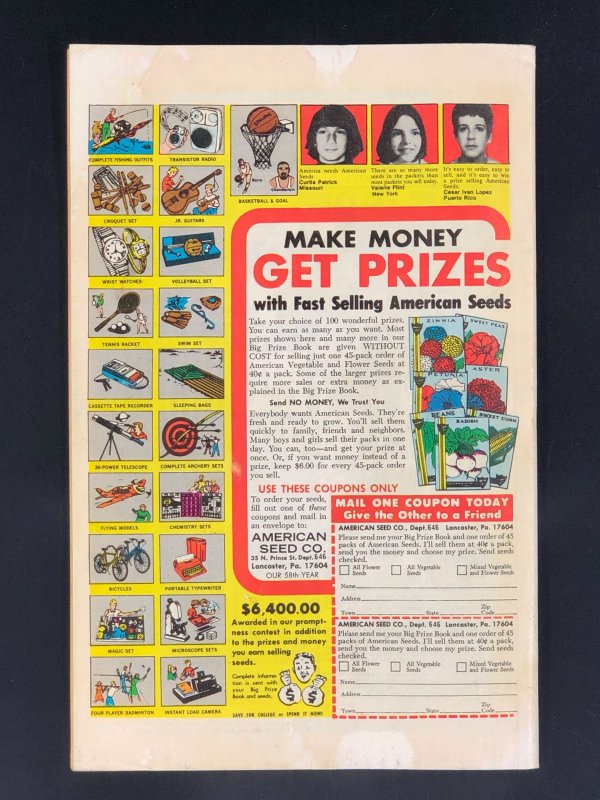 COMPLETE FISHING OUTFITS
TRANSISTOR RADIO
CROQUET SET
JR. GUITARS
WRIST WATCHES
VOLLEYBALL SET
TENNIS RACKET
SWIM SET
CASSETTE TAPE RECORDER
SLEEPING BAGS
30-POWER TELESCOPE
COMPLETE ARCHERY SETS
FLYING MODELS
CHEMISTRY SETS
BICYCLES
PORTABLE TYPEWRITER
MAGIC SET
MICROSCOPE SETS
FOUR PLAYER BADMINTON
INSTANT LOAD CAMERA
SPALDING
BASKETBALL & GOAL
America needs American
Seeds
Curtis Patrick
Missouri
There are so many more
seeds in the packets than
most packets you sell today.
Valerie Flini
New York
It's easy to order, easy to
sell, and it's easy to win
a prize selling American
Seeds.
Cesar Ivan Lopez
Puerto Rico
MAKE MONEY
GET PRIZES
with Fast Selling American Seeds
Take your choice of 100 wonderful prizes.
You can earn as many as you want. Most
prizes shown here and many more in our
Big Prize Book are given WITHOUT
COST for selling just one 45-pack order of
American Vegetable and Flower Seeds at
40¢ a pack. Some of the larger prizes re-
quire more sales or extra money as ex-
plained in the Big Prize Book.
Send NO MONEY, We Trust You
Everybody wants American Seeds. They're
fresh and ready to grow. You'll sell them
quickly to family, friends and neighbors.
Many boys and girls sell their packs in one
day. You can, too—and get your prize at
once. Or, if you want money instead of a
prize, keep $6.00 for every 45-pack order
you sell.
ZINNIA
SWEET PEAS
PETUNIA
ASTER
BEANS
RADISH
SWEET CORN
USE THESE COUPONS ONLY
To order your seeds,
fill out one of these
coupons and mail in
an envelope to:
AMERICAN
SEED CO.
35 N. Prince St. Dept. 646
Lancaster, Pa. 17604
OUR 58th YEAR
MAIL ONE COUPON TODAY
Give the Other to a Friend
AMERICAN SEED CO., Dept. 646 Lancaster, Pa. 17604
Please send me your Big Prize Book and one order of 45
packs of American Seeds. I'll sell them at 40¢ a pack,
send you the money and choose my prize. Send seeds
checked.
All Flower Seeds
All Vegetable Seeds
Mixed Vegetable and Flower Seeds
Name
Address
Town State Zip Code
AMERICAN SEED CO., Dept. 646 Lancaster, Pa. 17604
Please send me your Big Prize Book and one order of 45
packs of American Seeds. I'll sell them at 40¢ a pack,
send you the money and choose my prize. Send seeds
checked.
All Flower Seeds
All Vegetable Seeds
Mixed Vegetable and Flower Seeds
Name
Address
Town State Zip Code
$6,400.00
Awarded in our prompt-
ness contest in addition
to the prizes and money
you earn selling
seeds.
Complete informa-
tion is sent with
your Big Prize
Book and seeds.
$ $
SAVE FOR COLLEGE or SPEND IT NOW!